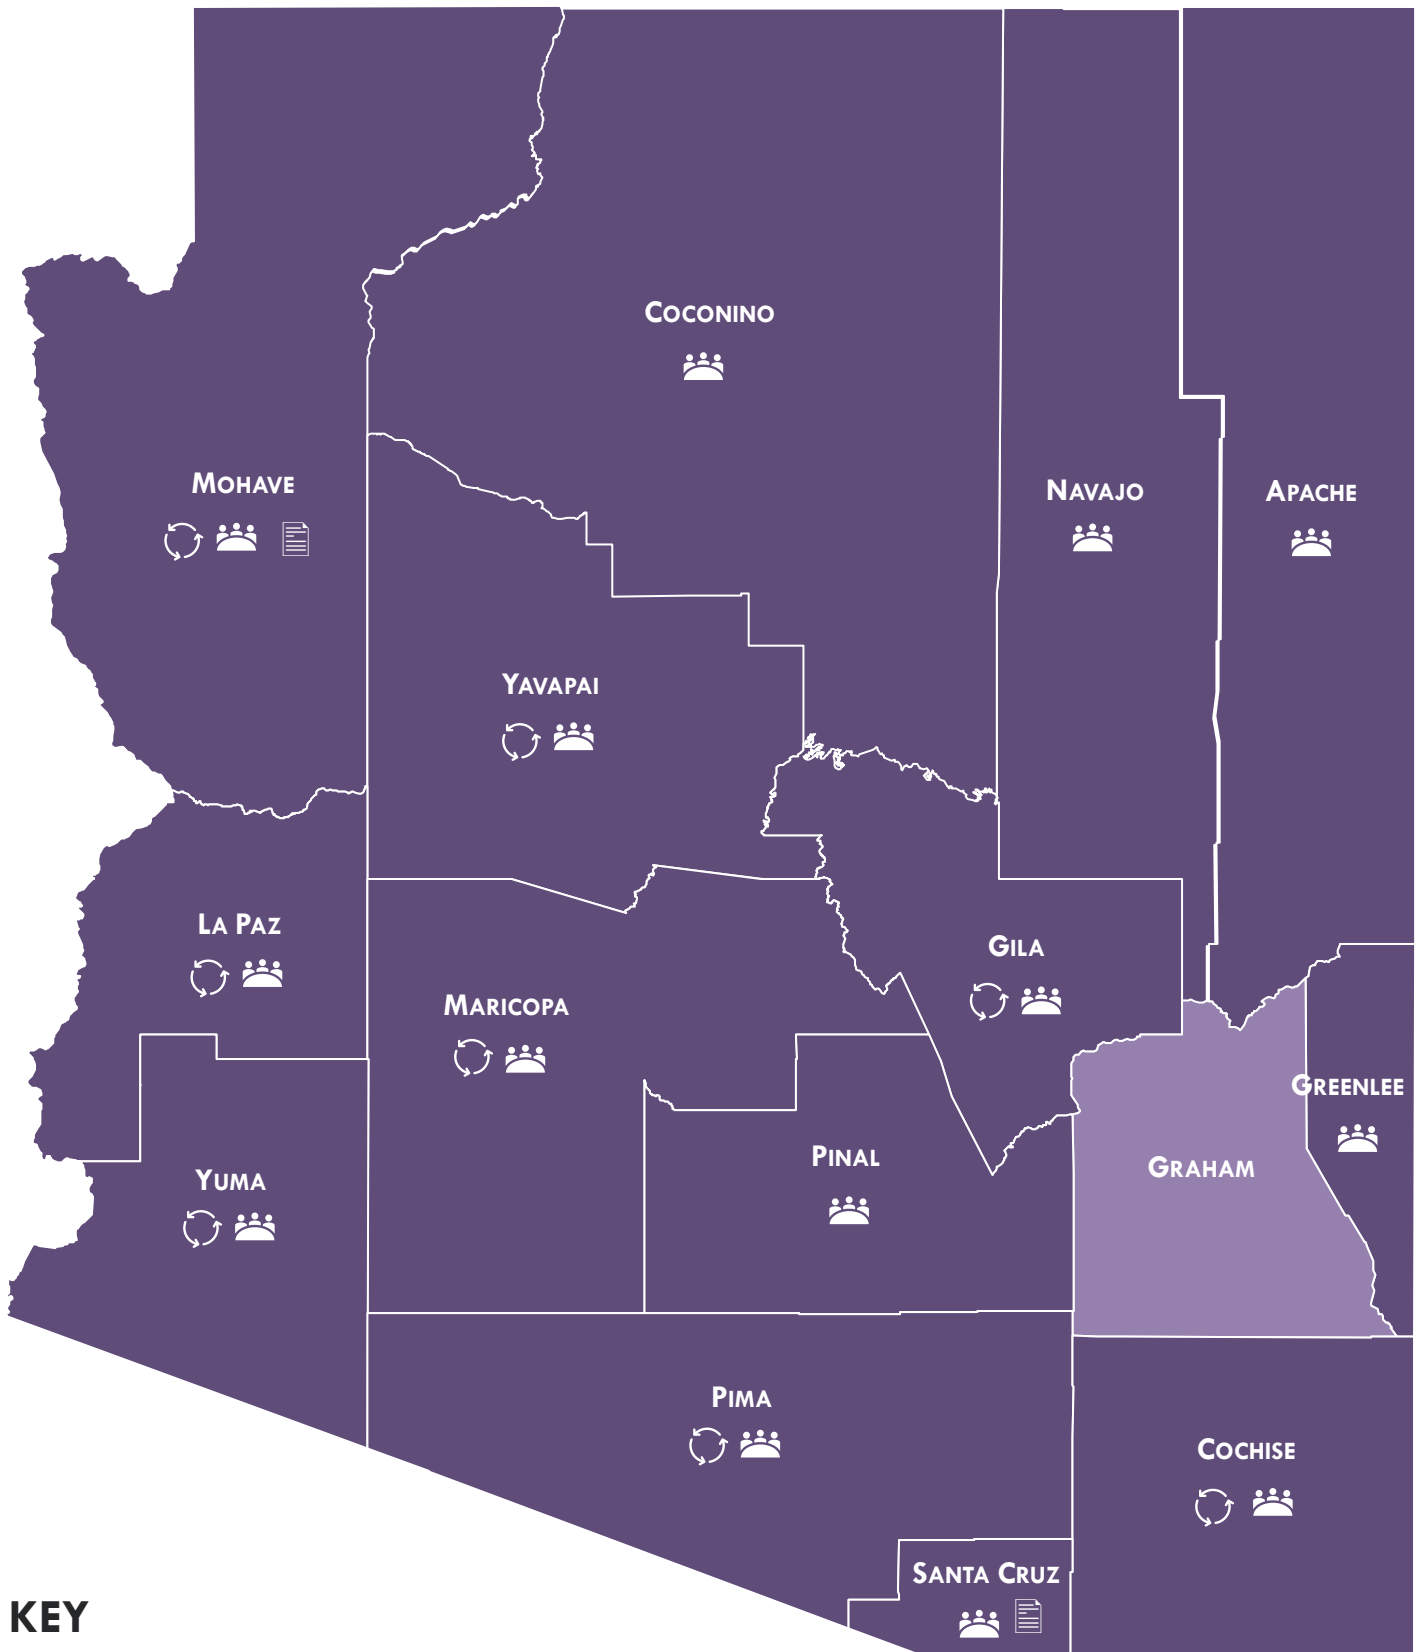 COCONINO
MOHAVE
NAVAJO
APACHE
YAVAPAI
LA PAZ
GILA
MARICOPA
GREENLEE
PINAL
GRAHAM
YUMA
PIMA
COCHISE
SANTA CRUZ
KEY